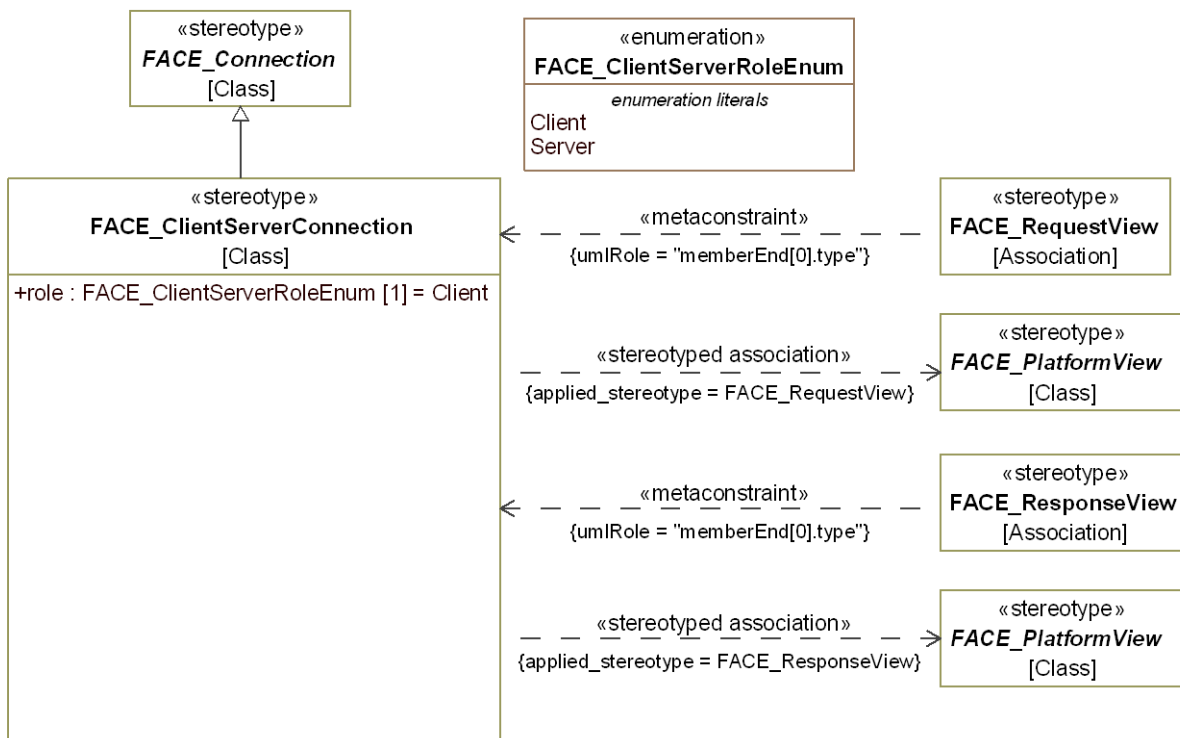 «stereotype»
FACE_Connection
[Class]
«enumeration»
FACE_ClientServerRoleEnum
enumeration literals
Client
Server
«stereotype»
FACE_ClientServerConnection
[Class]
+role : FACE_ClientServerRoleEnum [1] = Client
«metaconstraint»
{umlRole = "memberEnd[0].type"}
«stereotype»
FACE_RequestView
[Association]
«stereotyped association»
{applied_stereotype = FACE_RequestView}
«stereotype»
FACE_PlatformView
[Class]
«metaconstraint»
{umlRole = "memberEnd[0].type"}
«stereotype»
FACE_ResponseView
[Association]
«stereotyped association»
{applied_stereotype = FACE_ResponseView}
«stereotype»
FACE_PlatformView
[Class]